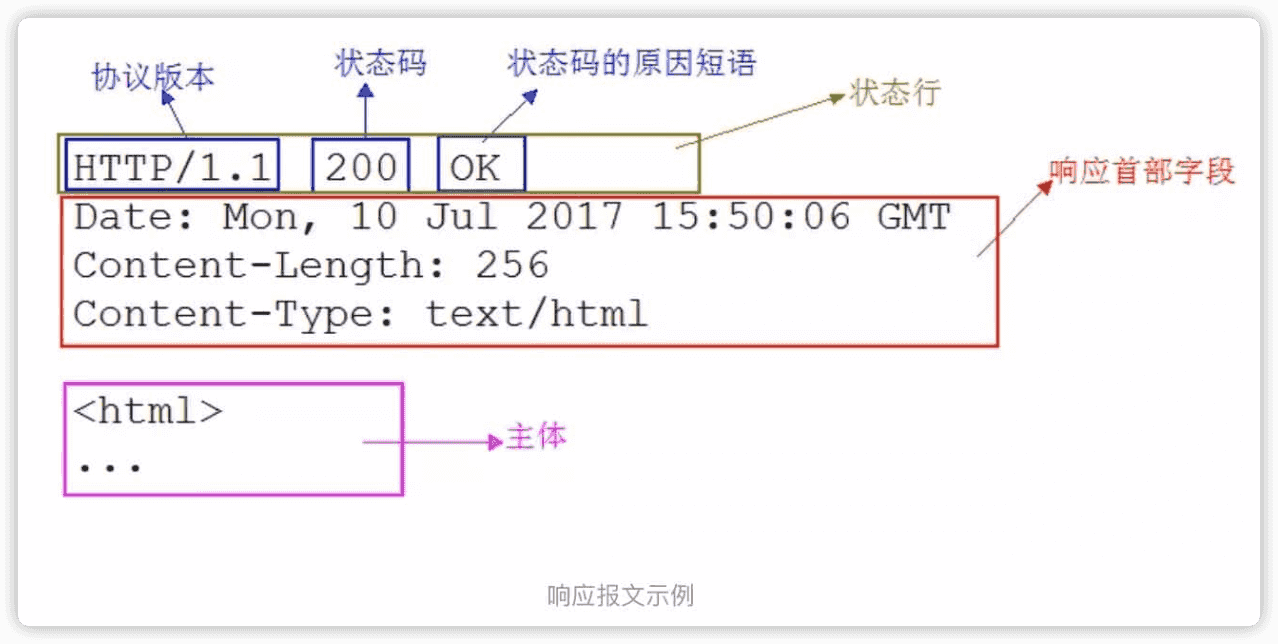 协议版本
状态码
状态码的原因短语
状态行
HTTP/1.1 200 OK
响应首部字段
Date: Mon, 10 Jul 2017 15:50:06 GMT
Content-Length: 256
Content-Type: text/html
<html>
...
主体
响应报文示例